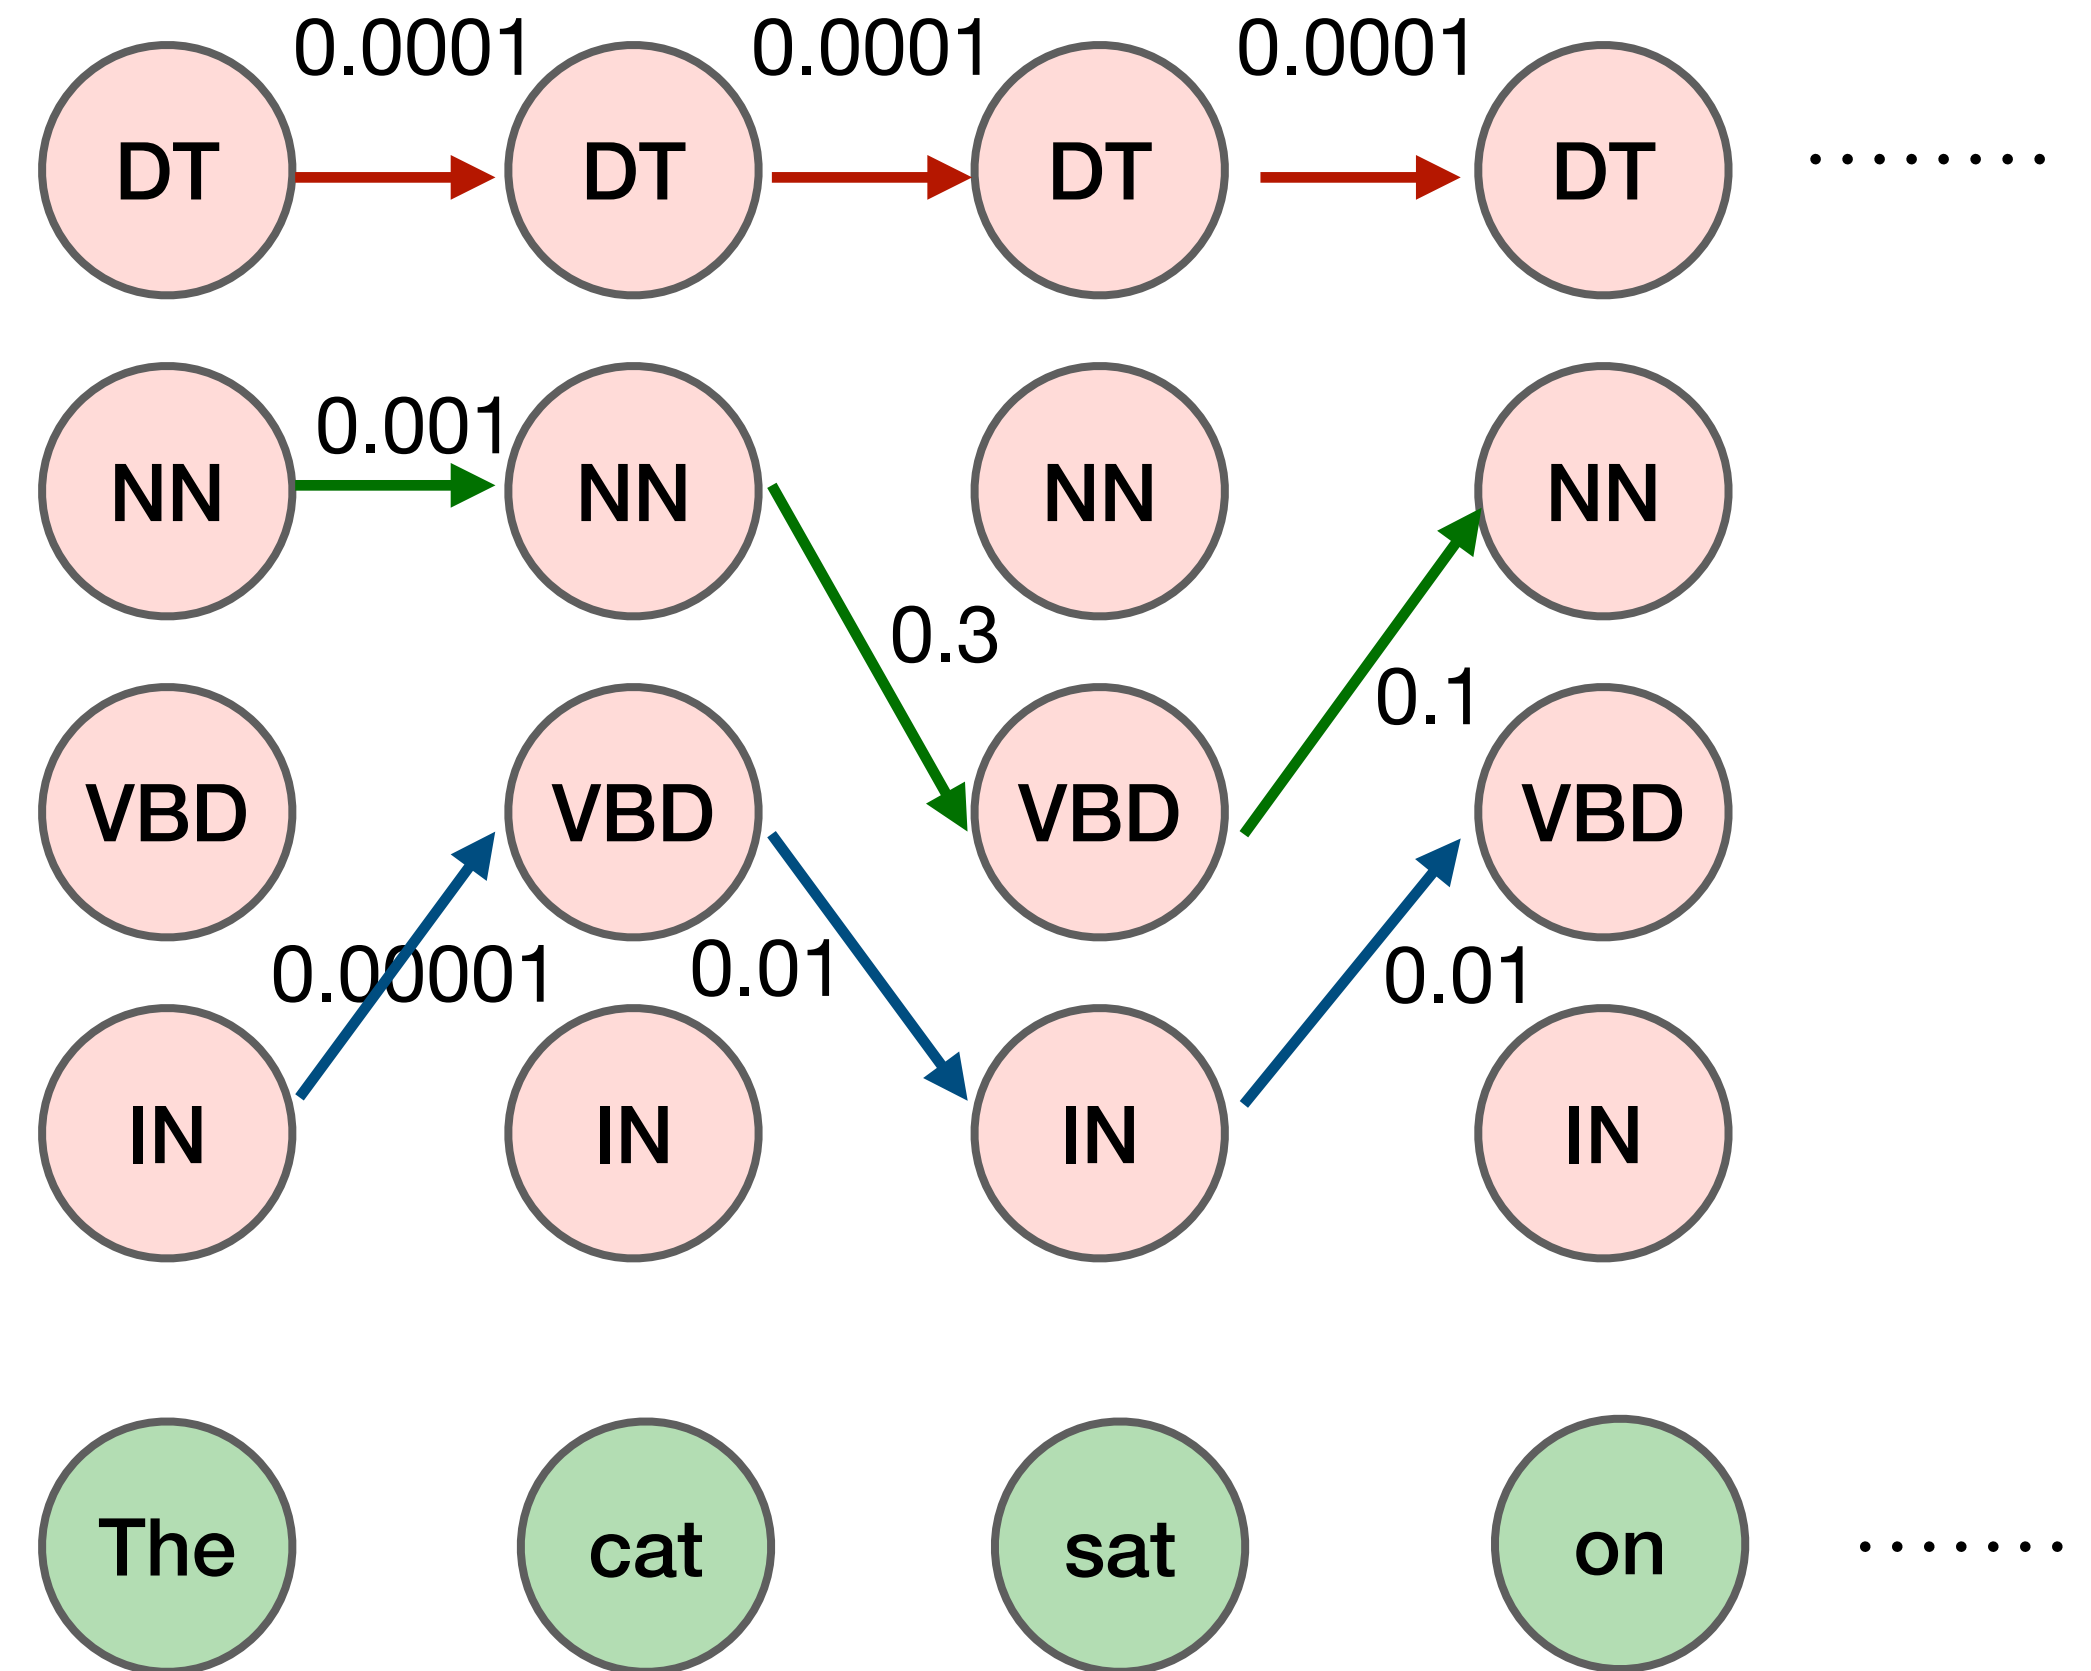 0.0001 0.0001 0.0001
DT DT DT DT ........
0.001
NN NN NN NN
0.3
0.1
VBD VBD VBD VBD
0.00001 0.01 0.01
IN IN IN IN
The cat sat on .......